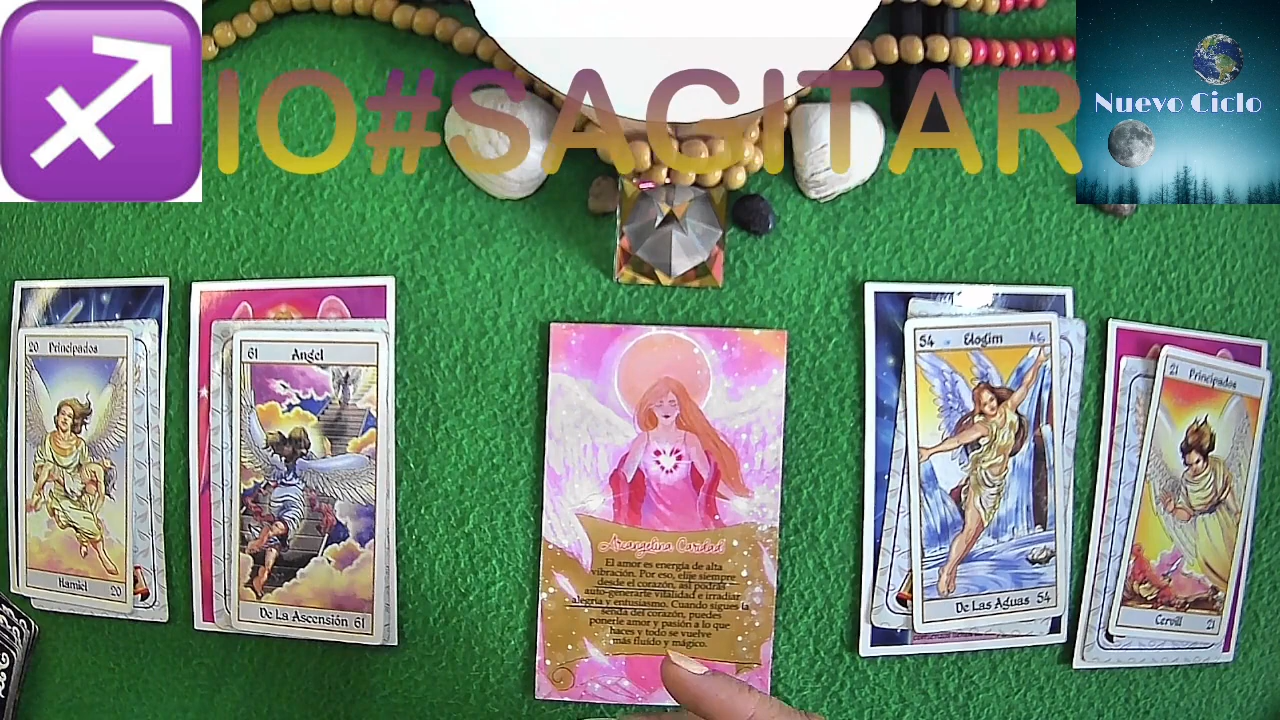 IO#SAGITAR
Nuevo Ciclo
20 Principados
Hamiel 20
61 Angel
De La Ascensión 61
Arcangelina Caridad
El amor es energía de alta
vibración. Por eso, elije siempre
desde el corazón, así podrás
auto-generarte vitalidad e irradiar
alegría y entusiasmo. Cuando sigues la
senda del corazón, puedes
ponerle amor y pasión a lo que
haces y todo se vuelve
más fluído y mágico.
54 Elogim
De Las Aguas 54
21 Principados
Cervill 21